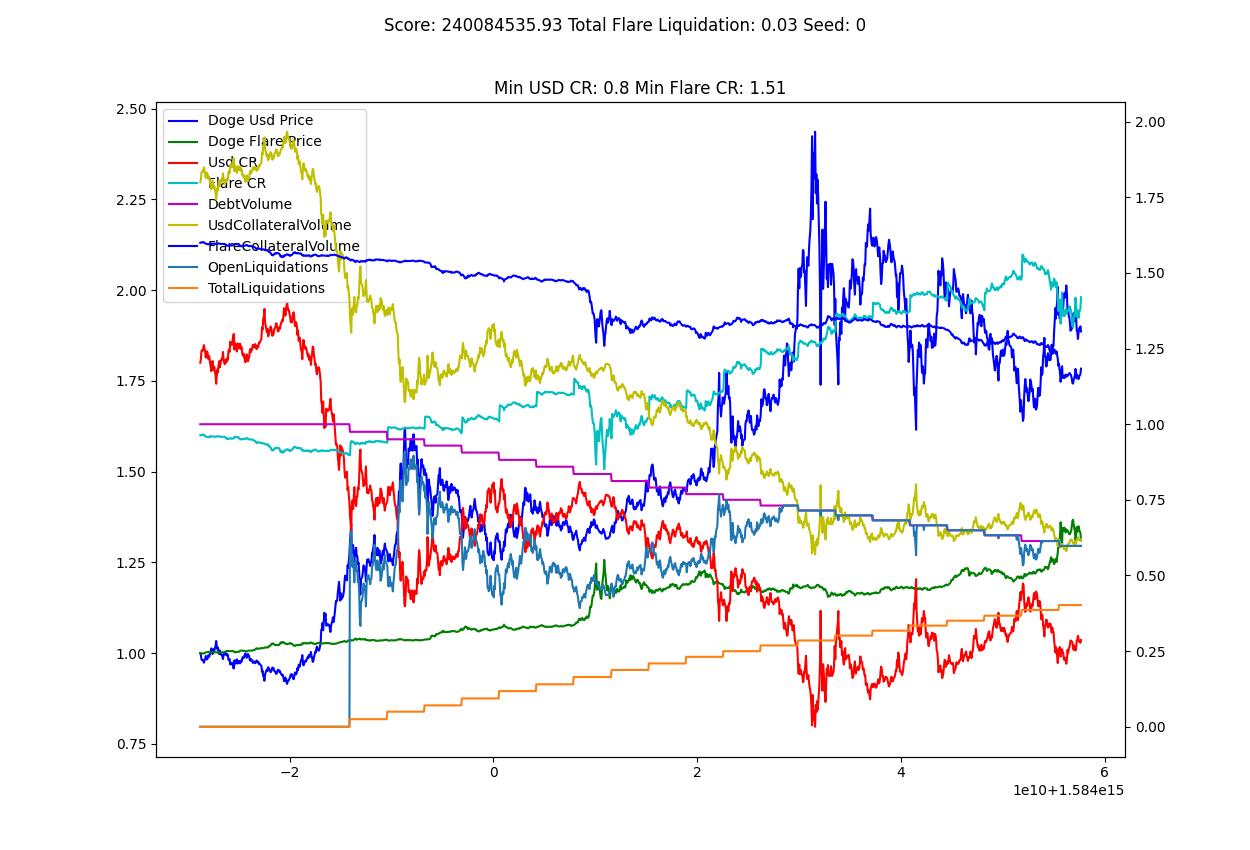 Score: 240084535.93 Total Flare Liquidation: 0.03 Seed: 0
Min USD CR: 0.8 Min Flare CR: 1.51
2.50
2.25
2.00
1.75
1.50
1.25
1.00
0.75
Doge Usd Price
Doge Flare Price
Usd CR
Flare CR
DebtVolume
UsdCollateralVolume
FlareCollateralVolume
OpenLiquidations
TotalLiquidations
2.00
1.75
1.50
1.25
1.00
0.75
0.50
0.25
0.00
−2 0 2 4 6
1e10+1.584e15